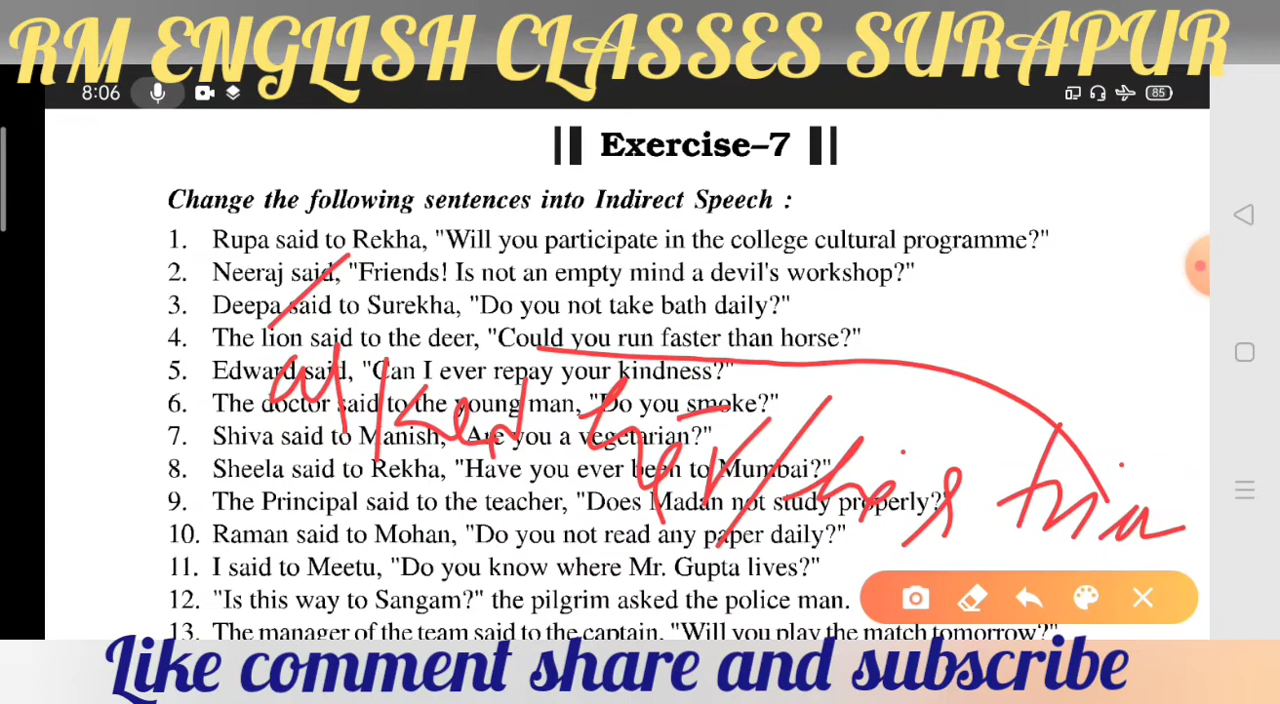 RM ENGLISH CLASSES SURAPUR
8:06 85
Exercise–7
Change the following sentences into Indirect Speech :
1. Rupa said to Rekha, "Will you participate in the college cultural programme?"
2. Neeraj said, "Friends! Is not an empty mind a devil's workshop?"
3. Deepa said to Surekha, "Do you not take bath daily?"
4. The lion said to the deer, "Could you run faster than horse?"
5. Edward said, "Can I ever repay your kindness?"
6. The doctor said to the young man, "Do you smoke?"
7. Shiva said to Manish, "Are you a vegetarian?"
8. Sheela said to Rekha, "Have you ever been to Mumbai?"
9. The Principal said to the teacher, "Does Madan not study properly?"
10. Raman said to Mohan, "Do you not read any paper daily?"
11. I said to Meetu, "Do you know where Mr. Gupta lives?"
12. "Is this way to Sangam?" the pilgrim asked the police man.
13. The manager of the team said to the captain, "Will you play the match tomorrow?"
asked her/his
Like comment share and subscribe